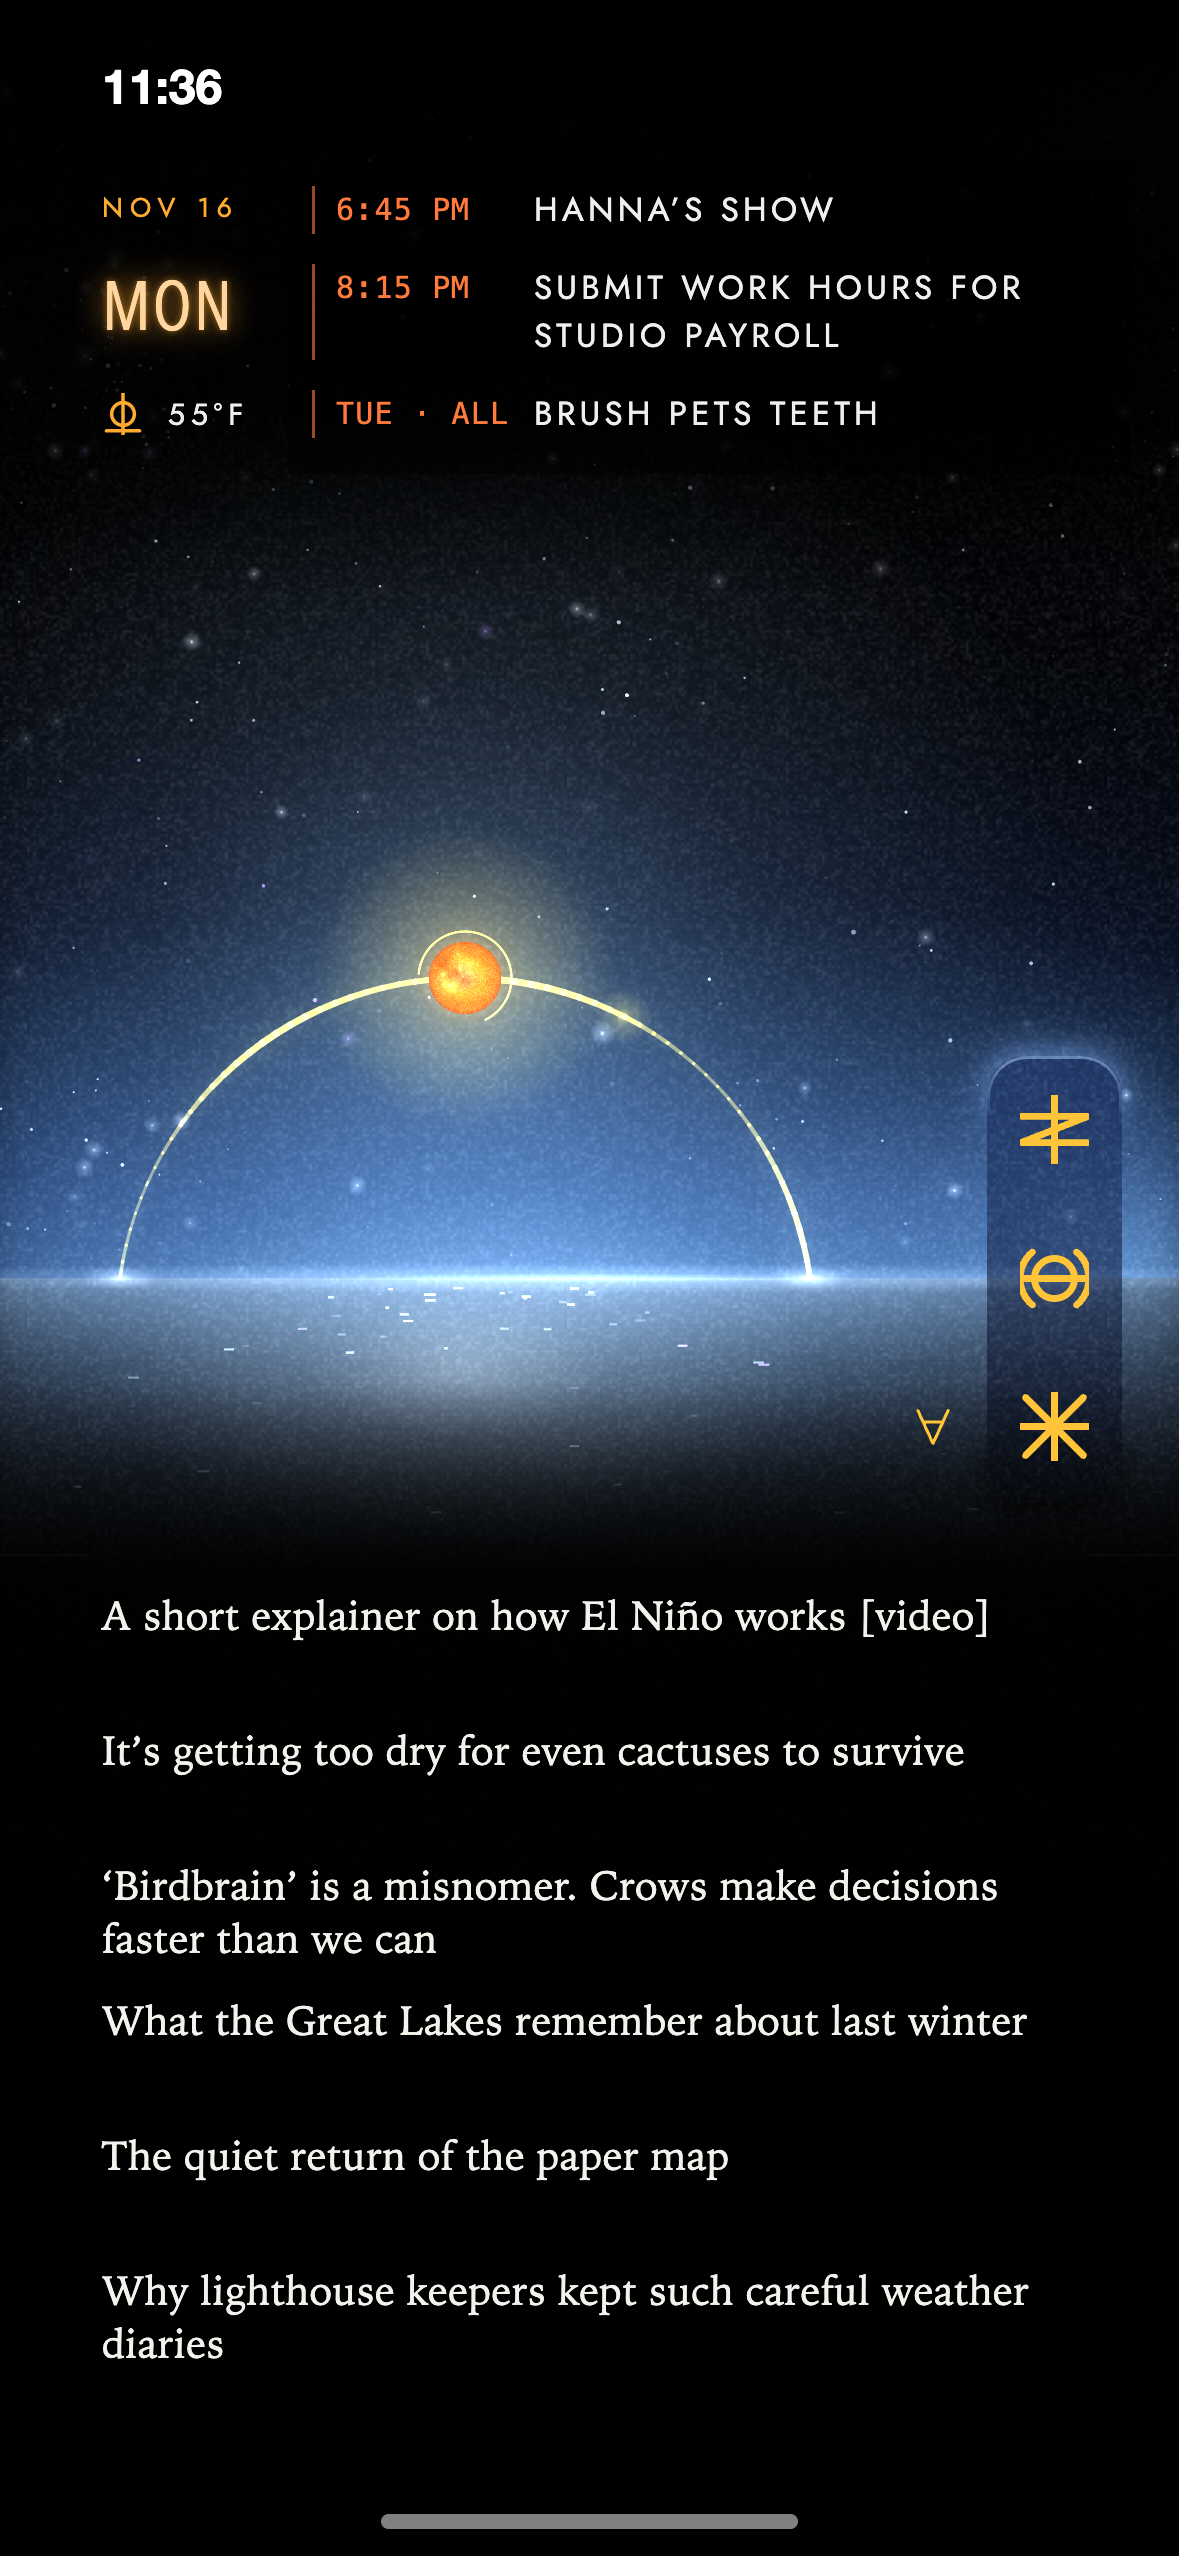 11:36
NOV 16
MON
55°F
6:45 PM HANNA’S SHOW
8:15 PM SUBMIT WORK HOURS FOR
STUDIO PAYROLL
TUE · ALL BRUSH PETS TEETH
A short explainer on how El Niño works [video]
It’s getting too dry for even cactuses to survive
‘Birdbrain’ is a misnomer. Crows make decisions
faster than we can
What the Great Lakes remember about last winter
The quiet return of the paper map
Why lighthouse keepers kept such careful weather
diaries